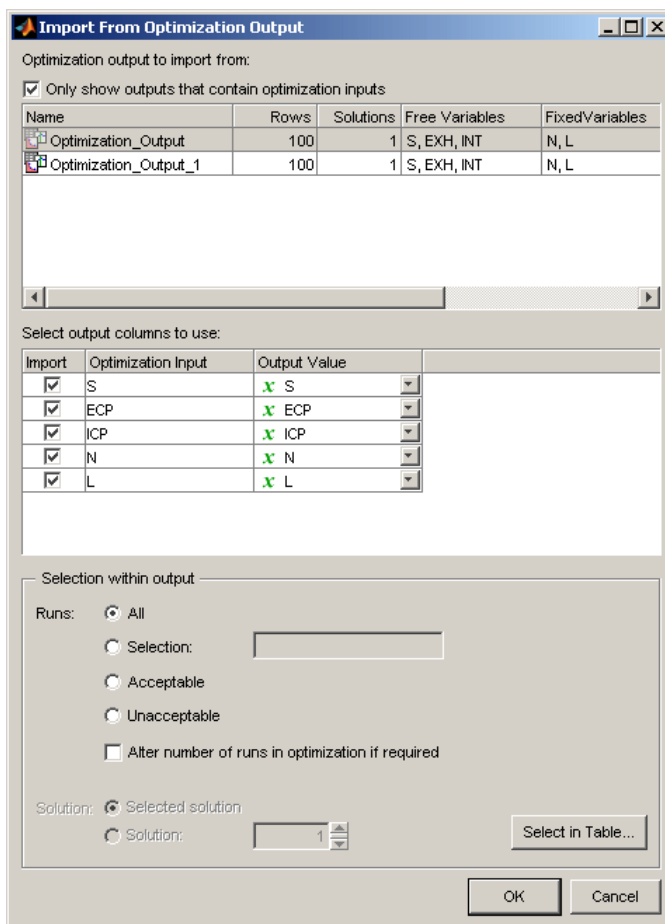 Import From Optimization Output
Optimization output to import from:
Only show outputs that contain optimization inputs
Name Rows Solutions Free Variables FixedVariables
Optimization_Output 100 1 S, EXH, INT N, L
Optimization_Output_1 100 1 S, EXH, INT N, L
Select output columns to use:
Import Optimization Input Output Value
S x S
ECP x ECP
ICP x ICP
N x N
L x L
Selection within output
Runs: All
Selection:
Acceptable
Unacceptable
Alter number of runs in optimization if required
Solution: Selected solution
Solution: 1
Select in Table...
OK Cancel